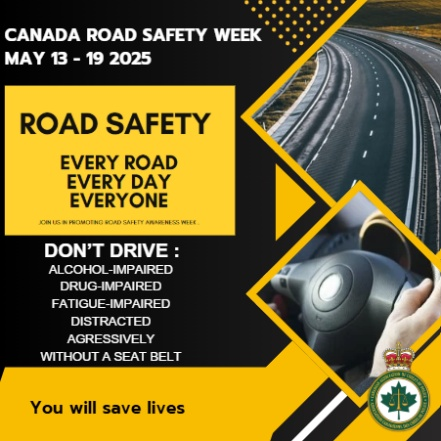 CANADA ROAD SAFETY WEEK
MAY 13 - 19 2025
ROAD SAFETY
EVERY ROAD
EVERY DAY
EVERYONE
JOIN US IN PROMOTING ROAD SAFETY AWARENESS WEEK.
DON'T DRIVE :
ALCOHOL-IMPAIRED
DRUG-IMPAIRED
FATIGUE-IMPAIRED
DISTRACTED
AGRESSIVELY
WITHOUT A SEAT BELT
You will save lives